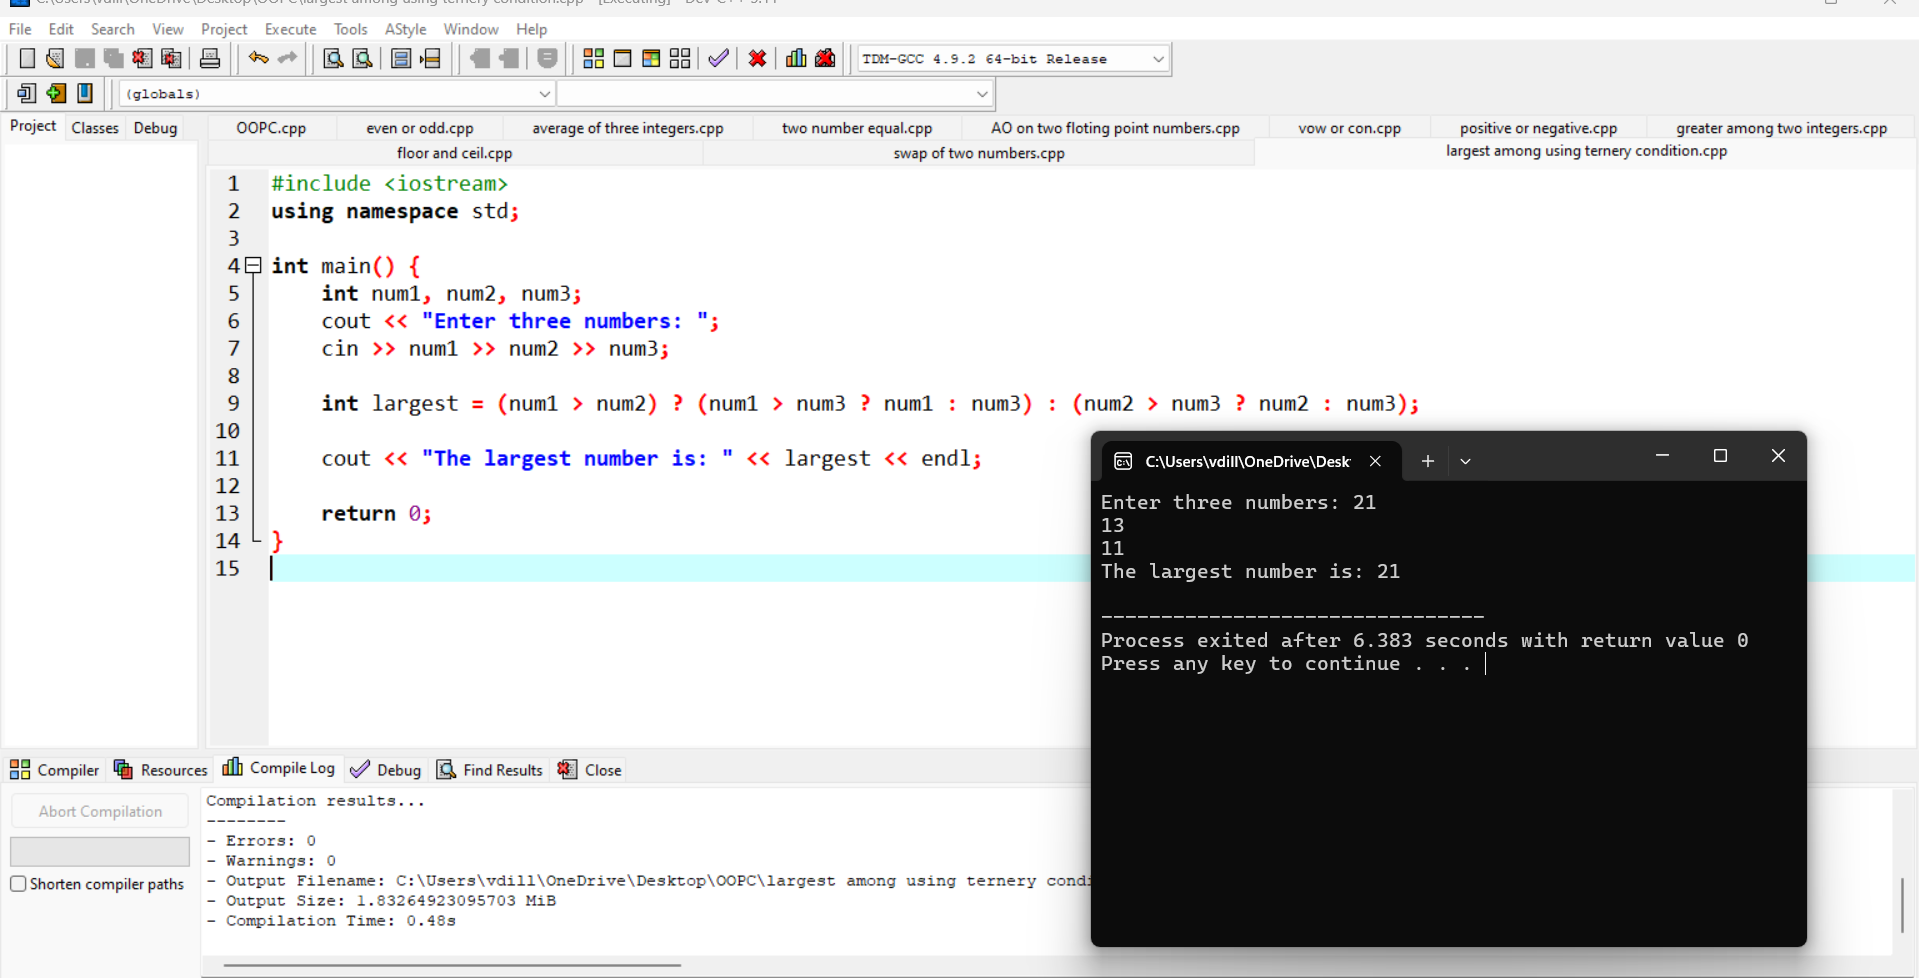 File Edit Search View Project Execute Tools AStyle Window Help
TDM-GCC 4.9.2 64-bit Release
(globals)
Project Classes Debug
OOPC.cpp even or odd.cpp average of three integers.cpp two number equal.cpp AO on two floting point numbers.cpp vow or con.cpp positive or negative.cpp greater among two integers.cpp
floor and ceil.cpp swap of two numbers.cpp largest among using ternery condition.cpp
1 #include <iostream>
2 using namespace std;
3
4 int main() {
5 int num1, num2, num3;
6 cout << "Enter three numbers: ";
7 cin >> num1 >> num2 >> num3;
8
9 int largest = (num1 > num2) ? (num1 > num3 ? num1 : num3) : (num2 > num3 ? num2 : num3);
10
11 cout << "The largest number is: " << largest << endl;
12
13 return 0;
14 }
15
C:\Users\vdill\OneDrive\Desk
Enter three numbers: 21
13
11
The largest number is: 21
--------------------------------
Process exited after 6.383 seconds with return value 0
Press any key to continue . . .
Compiler Resources Compile Log Debug Find Results Close
Abort Compilation
Shorten compiler paths
Compilation results...
--------
- Errors: 0
- Warnings: 0
- Output Filename: C:\Users\vdill\OneDrive\Desktop\OOPC\largest among using ternery condi
- Output Size: 1.83264923095703 MiB
- Compilation Time: 0.48s